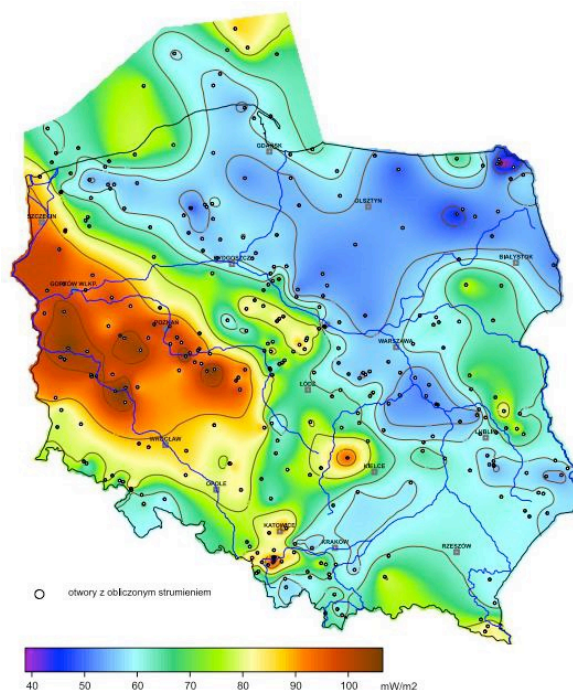 GDAŃSK
OLSZTYN
SZCZECIN
BYDGOSZCZ
BIAŁYSTOK
GORZÓW WLKP.
POZNAŃ
WARSZAWA
ŁÓDŹ
LUBLIN
WROCŁAW
KIELCE
OPOLE
KATOWICE
KRAKÓW
RZESZÓW
otwory z obliczonym strumieniem
40 50 60 70 80 90 100 mW/m2